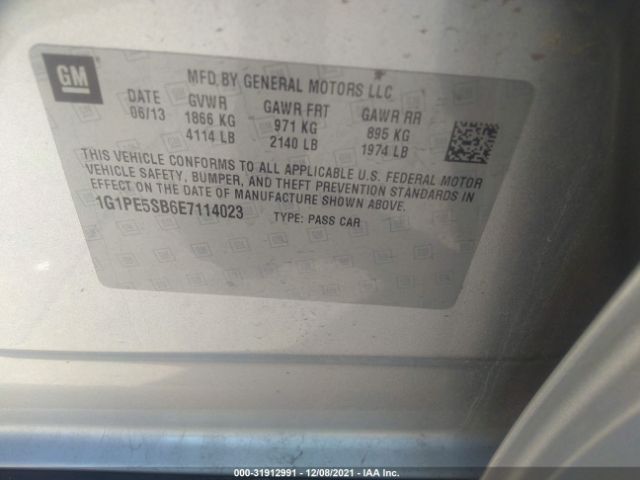 GM
MFD BY GENERAL MOTORS LLC
DATE GVWR GAWR FRT GAWR RR
06/13 1866 KG 971 KG 895 KG
4114 LB 2140 LB 1974 LB
THIS VEHICLE CONFORMS TO ALL APPLICABLE U.S. FEDERAL MOTOR
VEHICLE SAFETY, BUMPER, AND THEFT PREVENTION STANDARDS IN
EFFECT ON THE DATE OF MANUFACTURE SHOWN ABOVE.
1G1PE5SB6E7114023 TYPE: PASS CAR
000-31912991 - 12/08/2021 - IAA Inc.